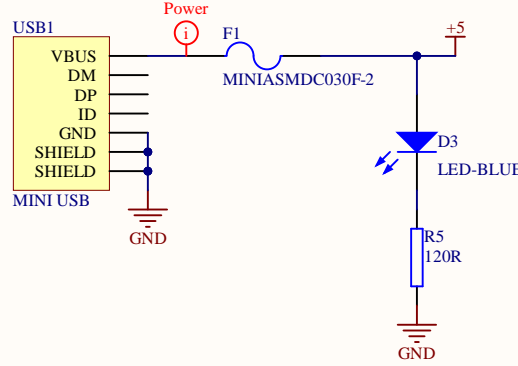 Power
USB1
i
F1
+5
VBUS
DM
DP
ID
GND
SHIELD
SHIELD
MINIASMDC030F-2
D3
LED-BLUE
MINI USB
GND
R5
120R
GND